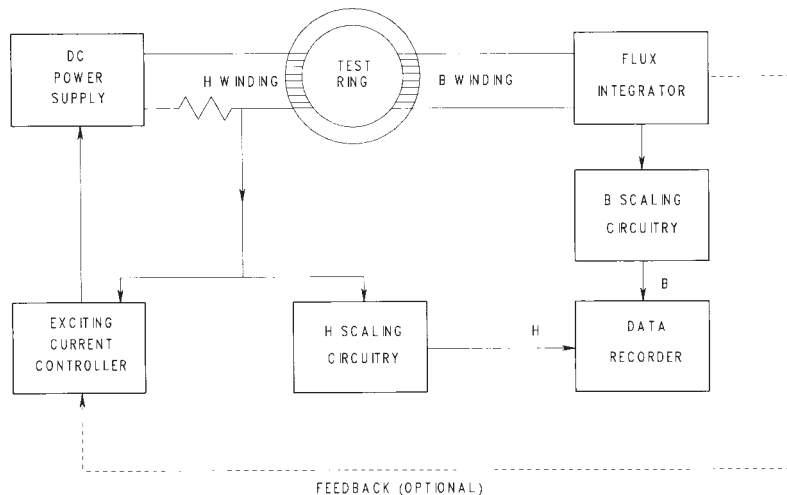 DC
POWER
SUPPLY
H WINDING
TEST
RING
B WINDING
FLUX
INTEGRATOR
B SCALING
CIRCUITRY
B
EXCITING
CURRENT
CONTROLLER
H SCALING
CIRCUITRY
H
DATA
RECORDER
FEEDBACK (OPTIONAL)